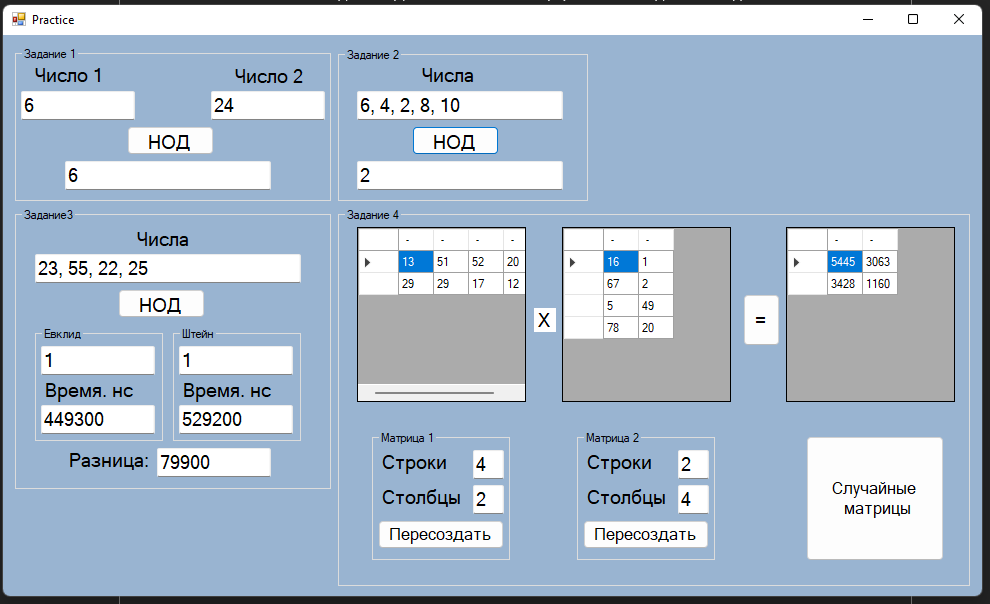 Practice
Задание 1
Число 1 Число 2
6 24
НОД
6
Задание 2
Числа
6, 4, 2, 8, 10
НОД
2
Задание3
Числа
23, 55, 22, 25
НОД
Евклид
1
Время. нс
449300
Штейн
1
Время. нс
529200
Разница: 79900
Задание 4
- - - -
13 51 52 20
29 29 17 12
X
- -
16 1
67 2
5 49
78 20
=
- -
5445 3063
3428 1160
Матрица 1
Строки 4
Столбцы 2
Пересоздать
Матрица 2
Строки 2
Столбцы 4
Пересоздать
Случайные
матрицы